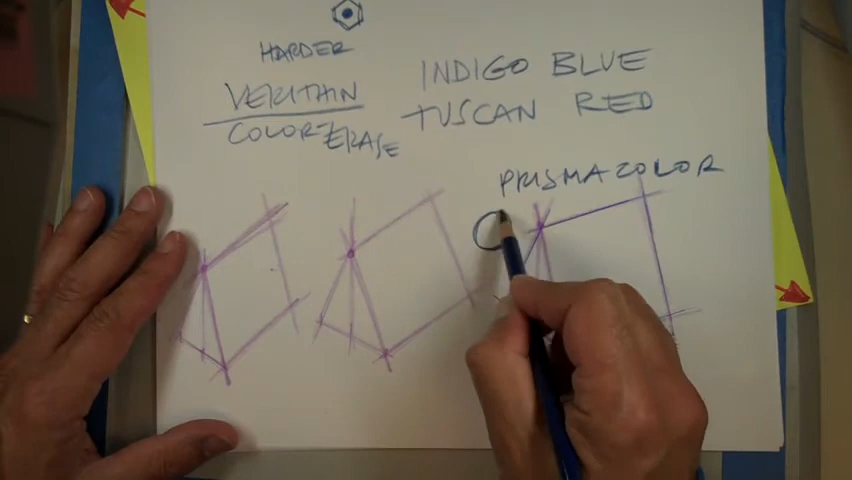 HARDER
VERITHIN
COLOR-ERASE
INDIGO BLUE
TUSCAN RED
PRISMACOLOR